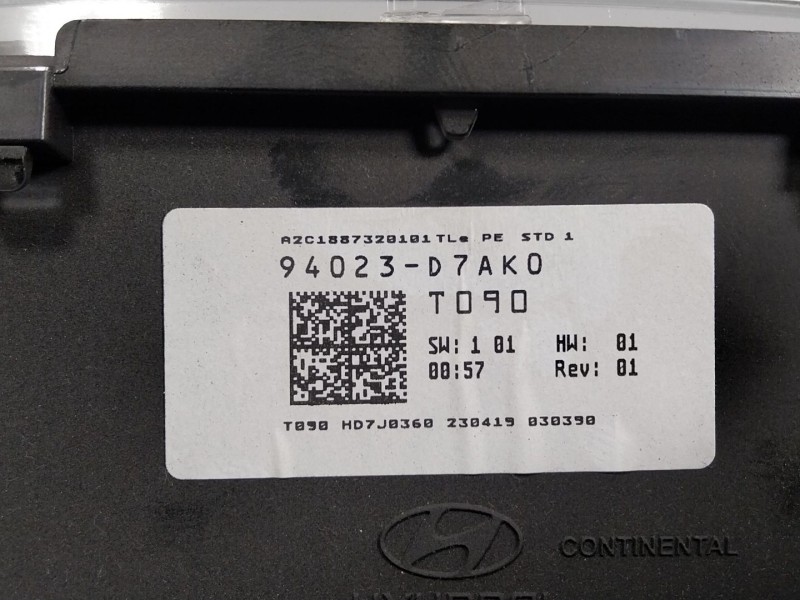 A2C1887320101TLe PE STD 1
94023-D7AK0
T090
SW: 1 01 HW: 01
00:57 Rev: 01
T090 HD7J0360 230419 030390
CONTINENTAL
HYUNDAI